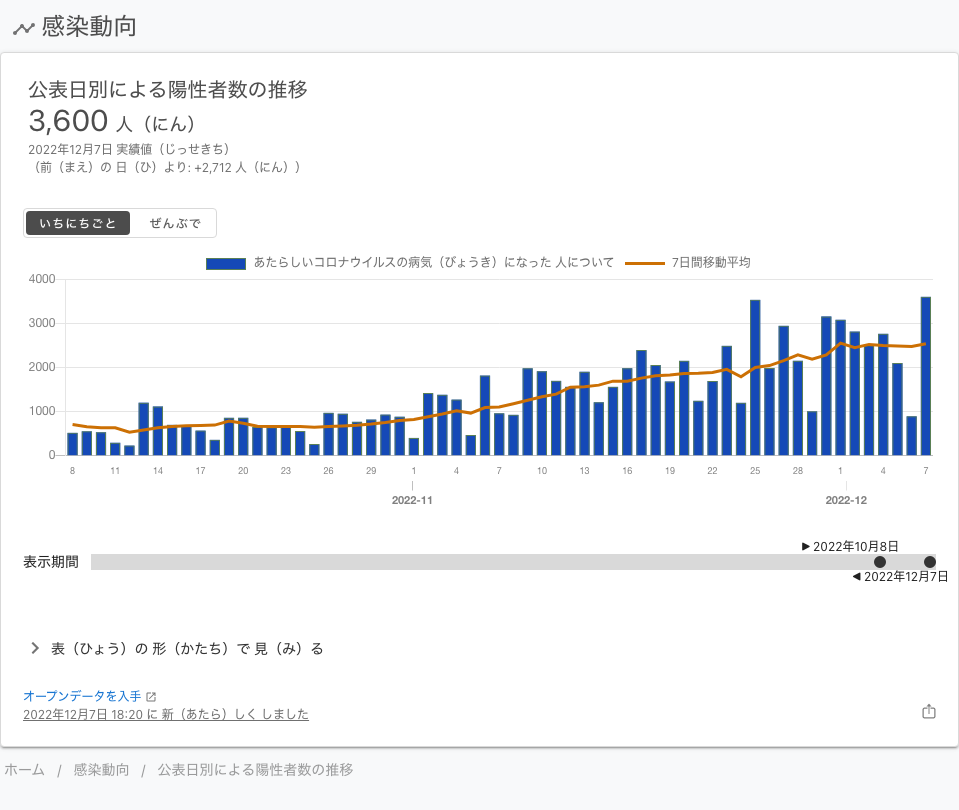 感染動向
公表日別による陽性者数の推移
3,600 人（にん）
2022年12月7日 実績値（じっせきち）
（前（まえ）の 日（ひ）より: +2,712 人（にん））
いちにちごと ぜんぶで
あたらしいコロナウイルスの病気（びょうき）になった 人について 7日間移動平均
4000
3000
2000
1000
0
8 11 14 17 20 23 26 29 1 4 7 10 13 16 19 22 25 28 1 4 7
2022-11 2022-12
2022年10月8日
表示期間
2022年12月7日
表（ひょう）の 形（かたち）で 見（み）る
オープンデータを入手
2022年12月7日 18:20 に 新（あたら）しく しました
ホーム / 感染動向 / 公表日別による陽性者数の推移